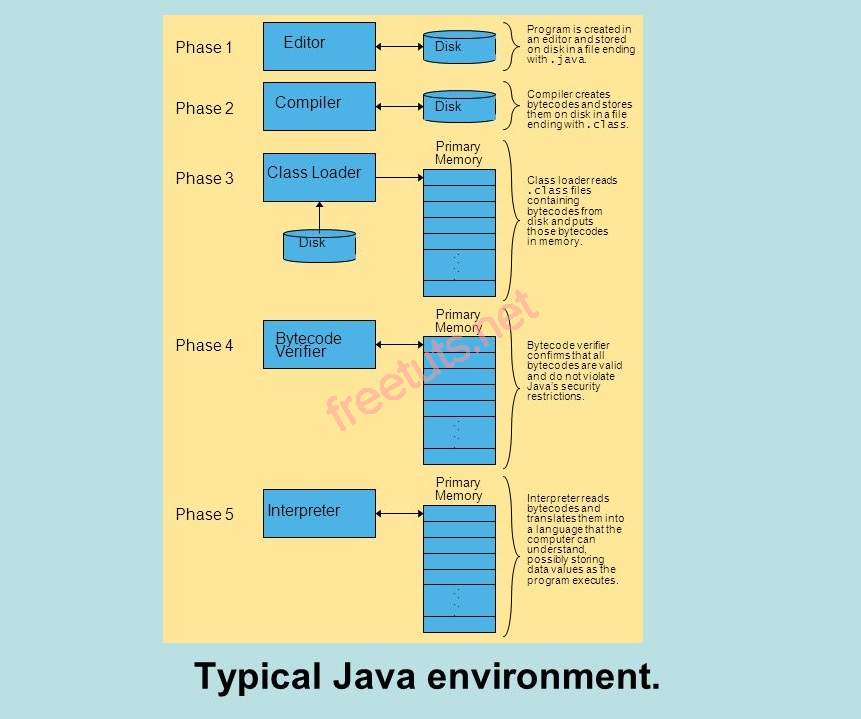 Phase 1
Editor
Disk
Program is created in
an editor and stored
on disk in a file ending
with .java.
Phase 2
Compiler
Disk
Compiler creates
bytecodes and stores
them on disk in a file
ending with .class.
Phase 3
Class Loader
Disk
Primary
Memory
Class loader reads
.class files
containing
bytecodes from
disk and puts
those bytecodes
in memory.
Phase 4
Bytecode
Verifier
Primary
Memory
Bytecode verifier
confirms that all
bytecodes are valid
and do not violate
Java's security
restrictions.
freetuts.net
Phase 5
Interpreter
Primary
Memory
Interpreter reads
bytecodes and
translates them into
a language that the
computer can
understand,
possibly storing
data values as the
program executes.
Typical Java environment.